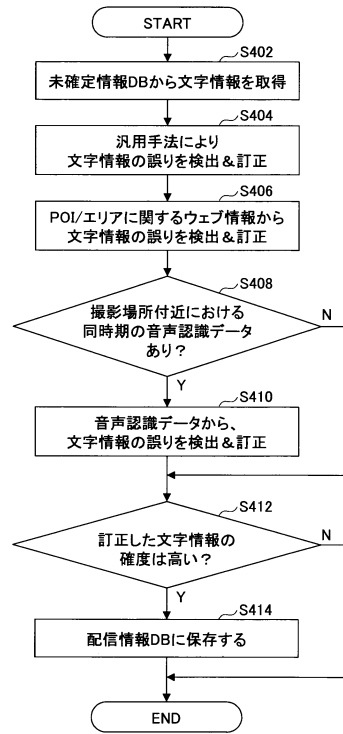 START
S402
未確定情報DBから文字情報を取得
S404
汎用手法により
文字情報の誤りを検出&訂正
S406
POI/エリアに関するウェブ情報から
文字情報の誤りを検出&訂正
S408
撮影場所付近における
同時期の音声認識データ
あり?
N
Y
S410
音声認識データから、
文字情報の誤りを検出&訂正
S412
訂正した文字情報の
確度は高い?
N
Y
S414
配信情報DBに保存する
END